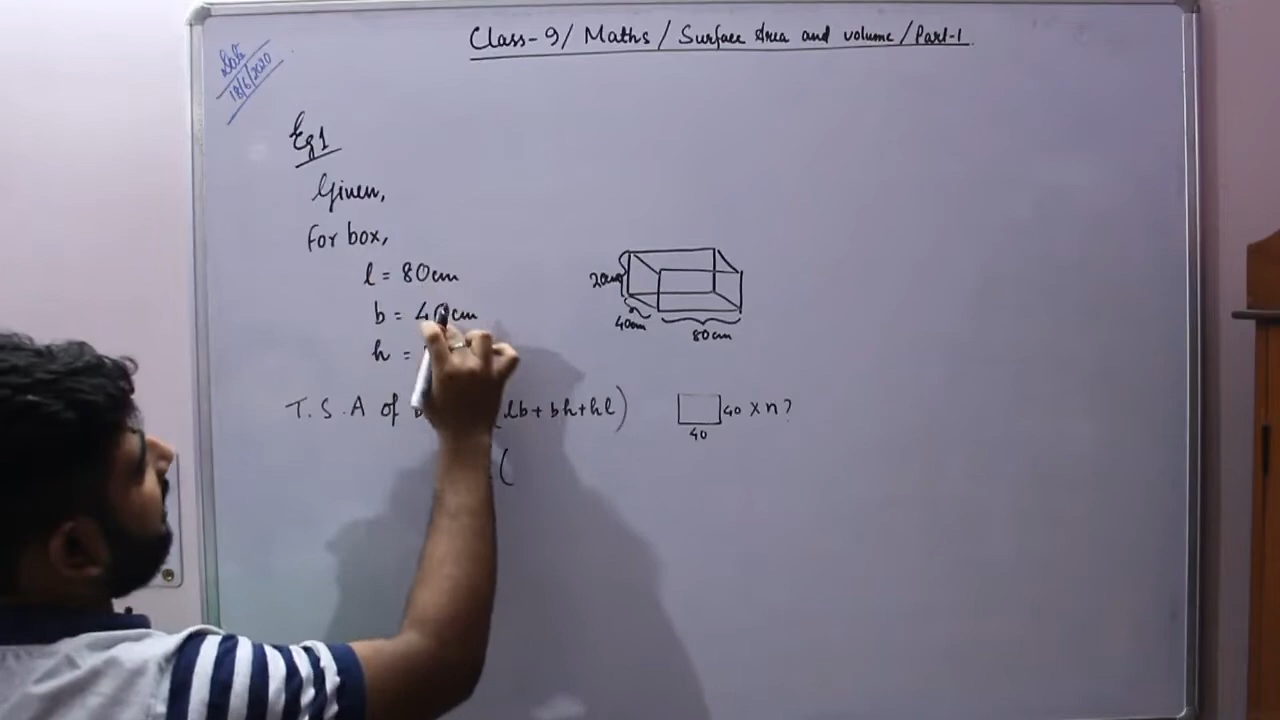 Class-9/ Maths/ Surface Area and volume/Part-1
Date
18/6/2020
Eg1
Given,
For box,
l = 80cm
b = 40cm
h =
20cm
40cm
80cm
T.S.A of (lb+bh+hl)
40 x n?
40
(